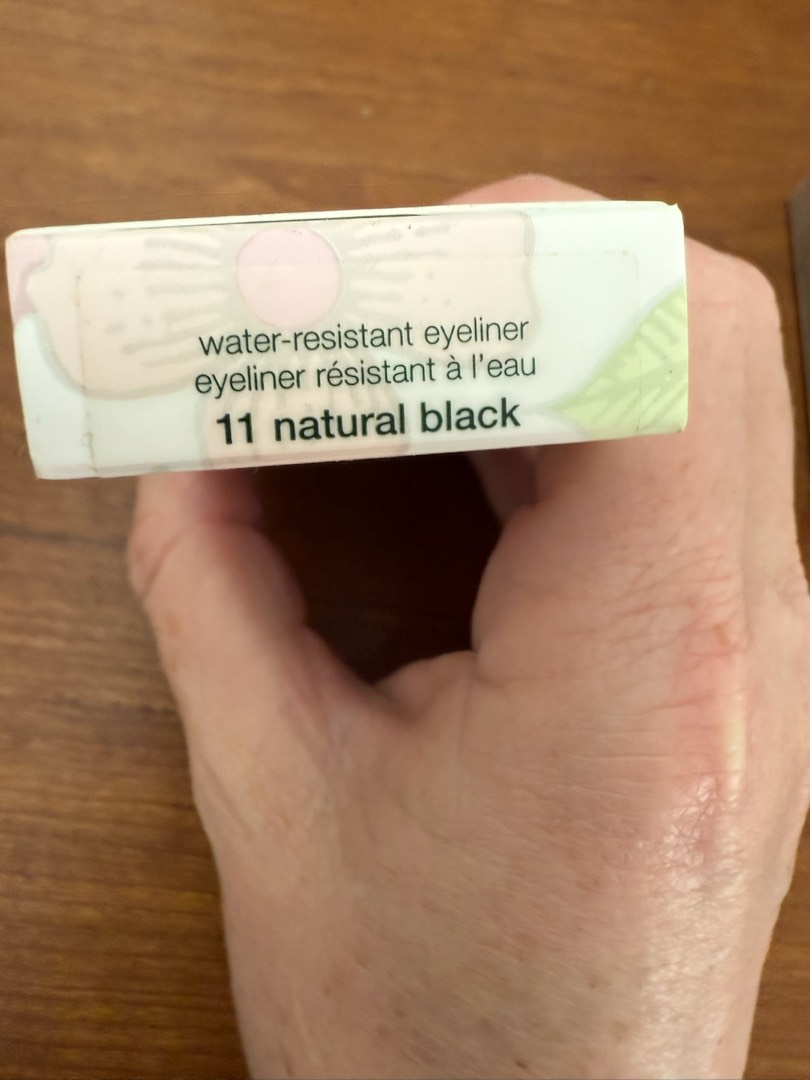 water-resistant eyeliner
eyeliner résistant à l'eau
11 natural black